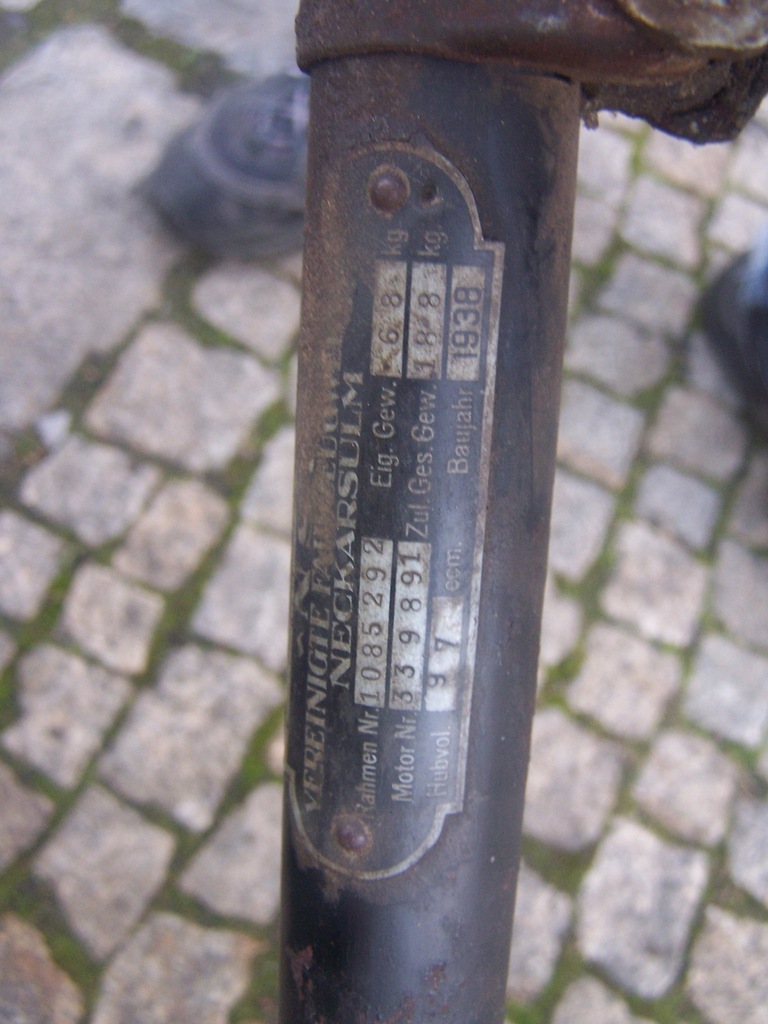 N.S.
VEREINIGTE
NECKARSULM
Rahmen Nr. 1085292 Eig. Gew. 68 kg.
Motor Nr. 339891 Zul. Ges. Gew. 188 kg.
Hubvol. 97 ccm. Baujahr 1938